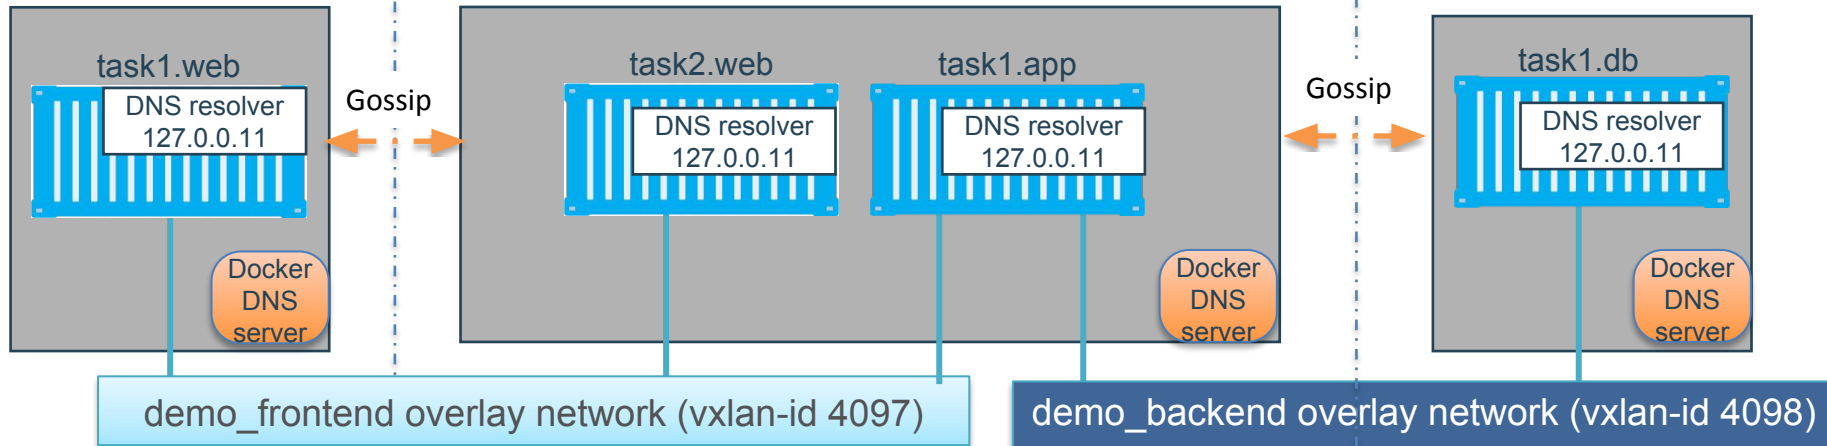 task1.web
DNS resolver
127.0.0.11
Docker
DNS
server
Gossip
task2.web
DNS resolver
127.0.0.11
task1.app
DNS resolver
127.0.0.11
Docker
DNS
server
Gossip
task1.db
DNS resolver
127.0.0.11
Docker
DNS
server
demo_frontend overlay network (vxlan-id 4097)
demo_backend overlay network (vxlan-id 4098)